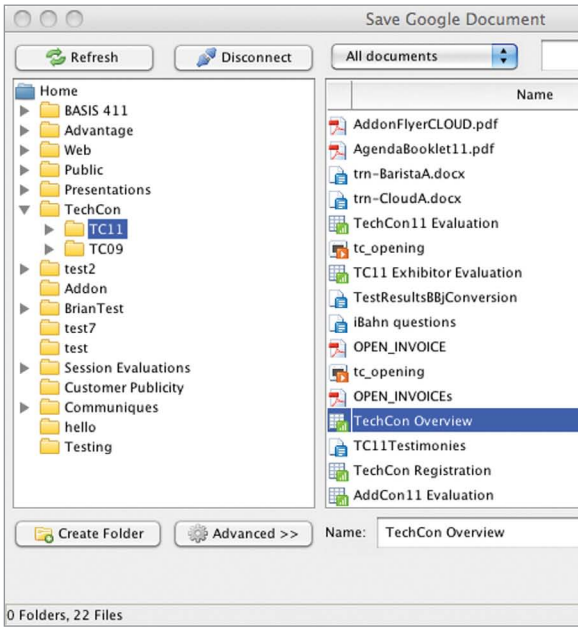 Save Google Document
Refresh
Disconnect
All documents
Home
BASIS 411
Advantage
Web
Public
Presentations
TechCon
TC11
TC09
test2
Addon
BrianTest
test7
test
Session Evaluations
Customer Publicity
Communiques
hello
Testing
Name
AddonFlyerCLOUD.pdf
AgendaBooklet11.pdf
trn-BaristaA.docx
trn-CloudA.docx
TechCon11 Evaluation
tc_opening
TC11 Exhibitor Evaluation
TestResultsBBjConversion
iBahn questions
OPEN_INVOICE
tc_opening
OPEN_INVOICEs
TechCon Overview
TC11Testimonies
TechCon Registration
AddCon11 Evaluation
Create Folder
Advanced >>
Name: TechCon Overview
0 Folders, 22 Files